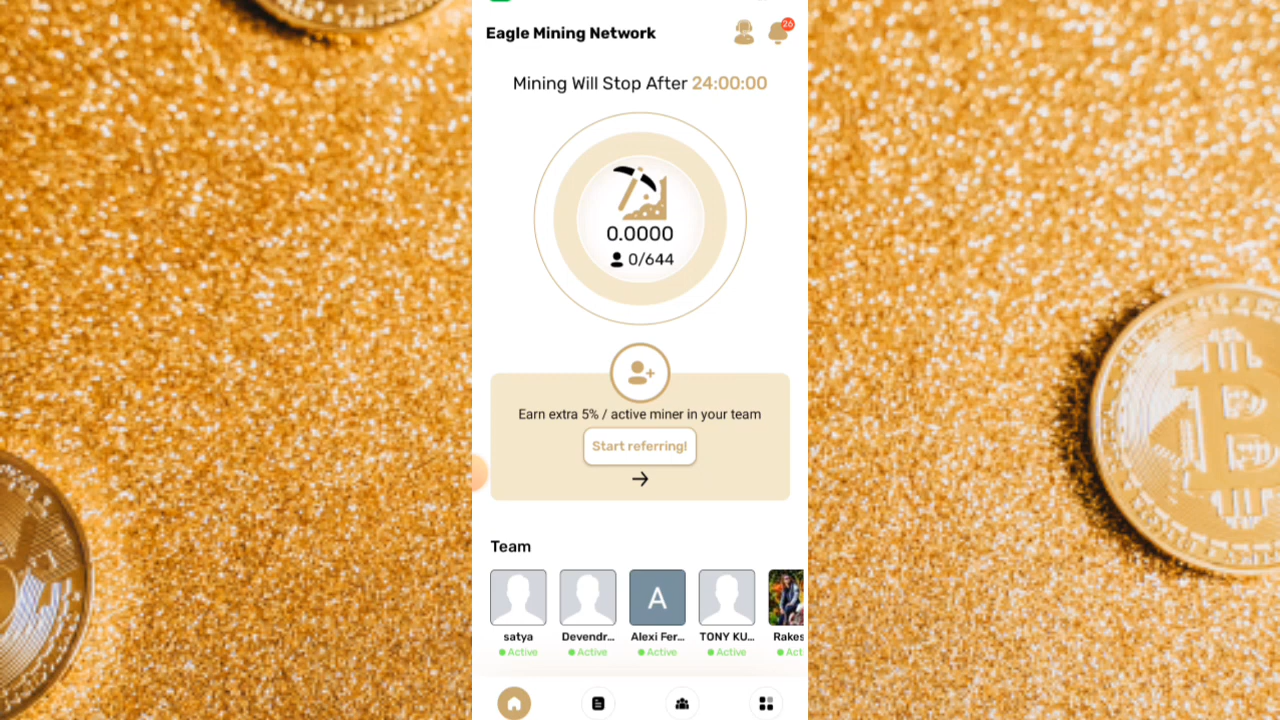 Eagle Mining Network
26
Mining Will Stop After 24:00:00
0.0000
0/644
Earn extra 5% / active miner in your team
Start referring!
Team
satya
Devendr...
Alexi Fer...
TONY KU...
Rakes
Active
Active
Active
Active
Act
A